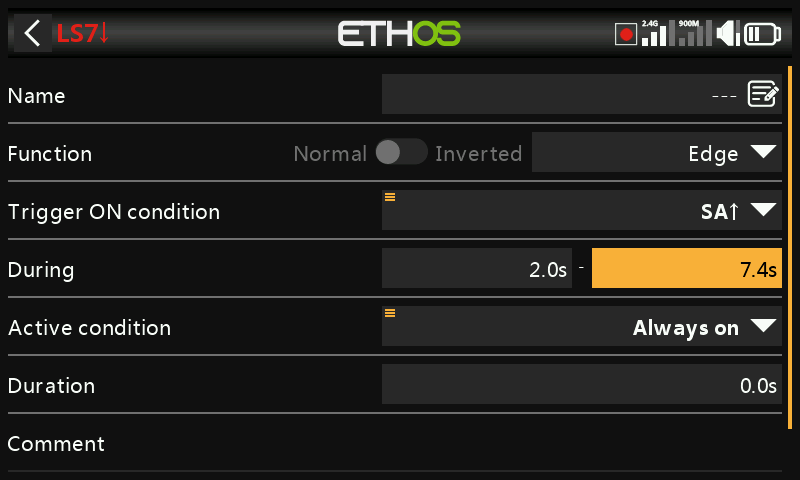 LS7↓ ETHOS 2.4G 900M
Name ---
Function Normal Inverted Edge
Trigger ON condition SA↑
During 2.0s - 7.4s
Active condition Always on
Duration 0.0s
Comment